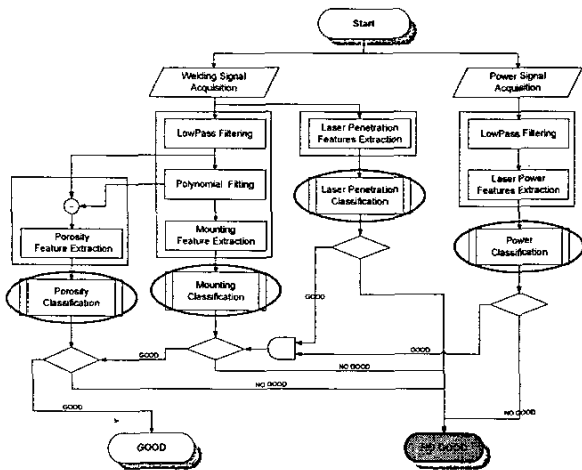 Start
Welding Signal
Acquisition
Power Signal
Acquisition
LowPass Filtering
Laser Penetration
Features Extraction
LowPass Filtering
Polynomial Fitting
Laser Penetration
Classification
Laser Power
Features Extraction
Porosity
Feature Extraction
Mounting
Feature Extraction
Power
Classification
Porosity
Classification
Mounting
Classification
GOOD
GOOD
GOOD
NO GOOD
NO GOOD
GOOD
NO GOOD
GOOD
NO GOOD